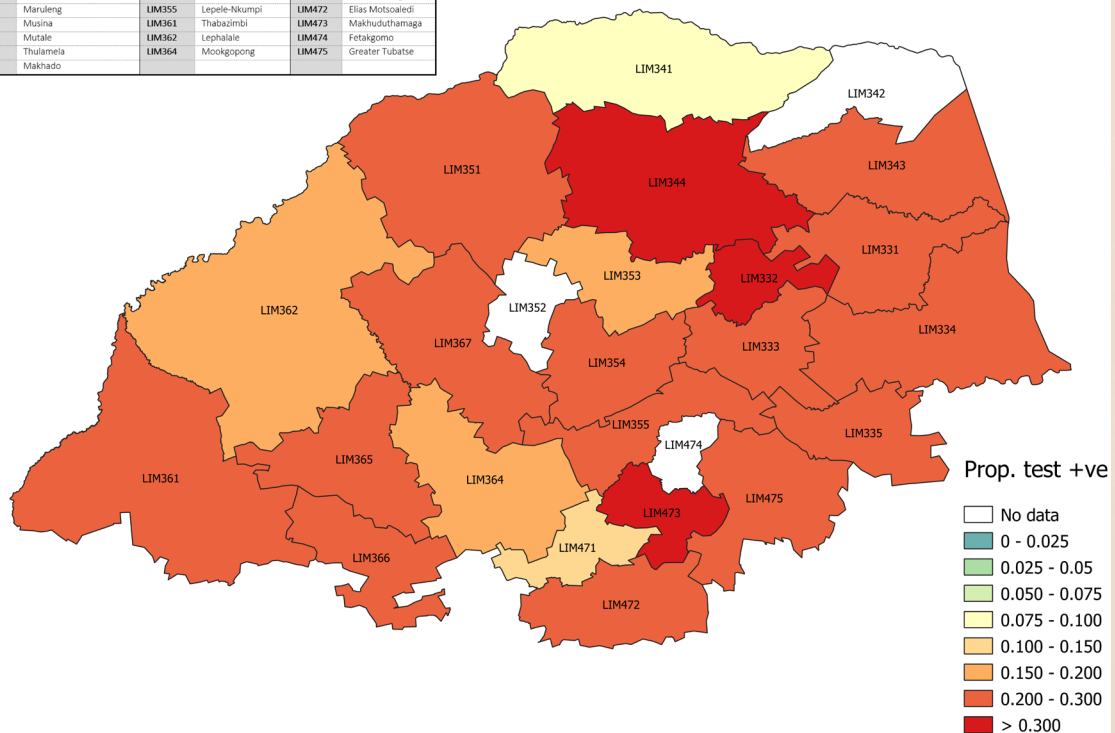 Maruleng LIM355 Lepele-Nkumpi LIM472 Elias Motsoaledi
Musina LIM361 Thabazimbi LIM473 Makhuduthamaga
Mutale LIM362 Lephalale LIM474 Fetakgomo
Thulamela LIM364 Mookgopong LIM475 Greater Tubatse
Makhado
LIM341
LIM342
LIM351
LIM344
LIM343
LIM331
LIM353
LIM332
LIM362
LIM352
LIM334
LIM367
LIM333
LIM354
LIM355
LIM335
LIM474
LIM365
LIM361
LIM364
LIM475
LIM473
LIM471
LIM366
LIM472
Prop. test +ve
No data
0 - 0.025
0.025 - 0.05
0.050 - 0.075
0.075 - 0.100
0.100 - 0.150
0.150 - 0.200
0.200 - 0.300
> 0.300